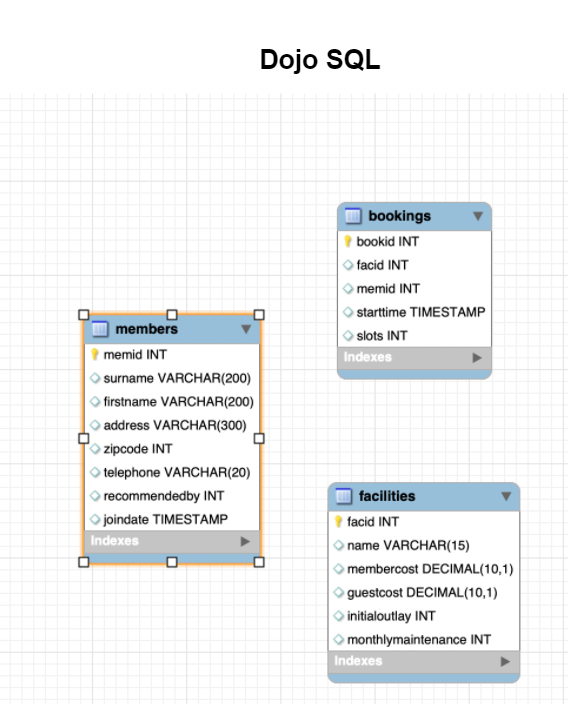 Dojo SQL
bookings
bookid INT
facid INT
memid INT
starttime TIMESTAMP
slots INT
Indexes
members
memid INT
surname VARCHAR(200)
firstname VARCHAR(200)
address VARCHAR(300)
zipcode INT
telephone VARCHAR(20)
recommendedby INT
joindate TIMESTAMP
Indexes
facilities
facid INT
name VARCHAR(15)
membercost DECIMAL(10,1)
guestcost DECIMAL(10,1)
initialoutlay INT
monthlymaintenance INT
Indexes